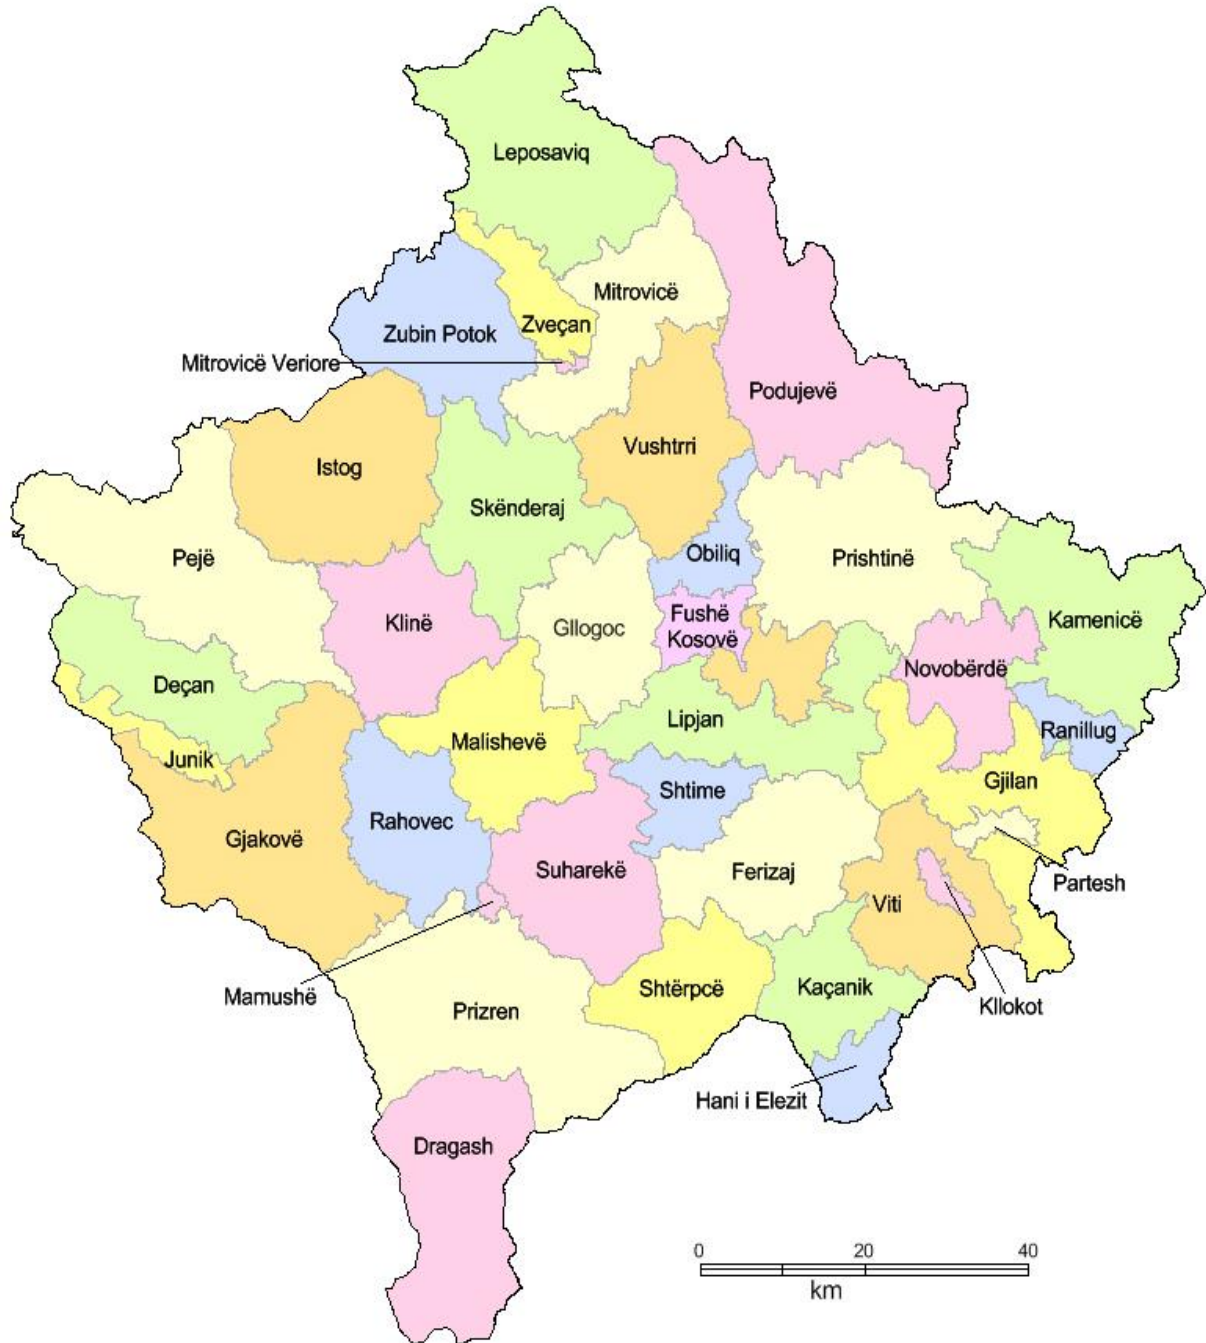 Leposaviq
Mitrovicë
Zveçan
Zubin Potok
Mitrovicë Veriore
Podujevë
Vushtrri
Istog
Skënderaj
Obiliq
Prishtinë
Pejë
Fushë
Kosovë
Klinë
Gllogoc
Kamenicë
Novobërdë
Deçan
Lipjan
Ranillug
Malishevë
Junik
Shtime
Gjilan
Rahovec
Gjakovë
Suharekë
Ferizaj
Partesh
Viti
Mamushë
Shtërpcë
Kaçanik
Kllokot
Prizren
Hani i Elezit
Dragash
0 20 40
km